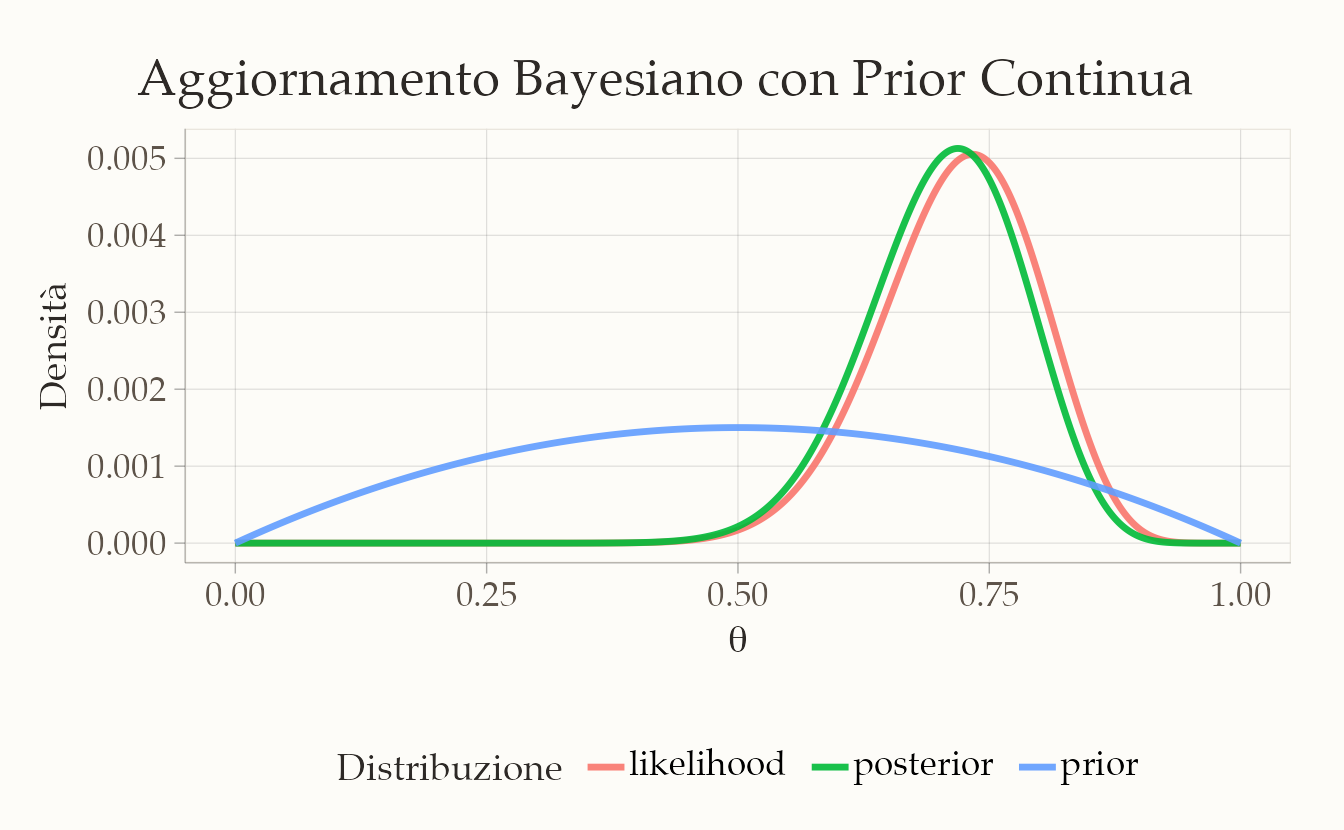 Aggiornamento Bayesiano con Prior Continua
Densità
0.005
0.004
0.003
0.002
0.001
0.000
0.00 0.25 0.50 0.75 1.00
θ
Distribuzione likelihood posterior prior